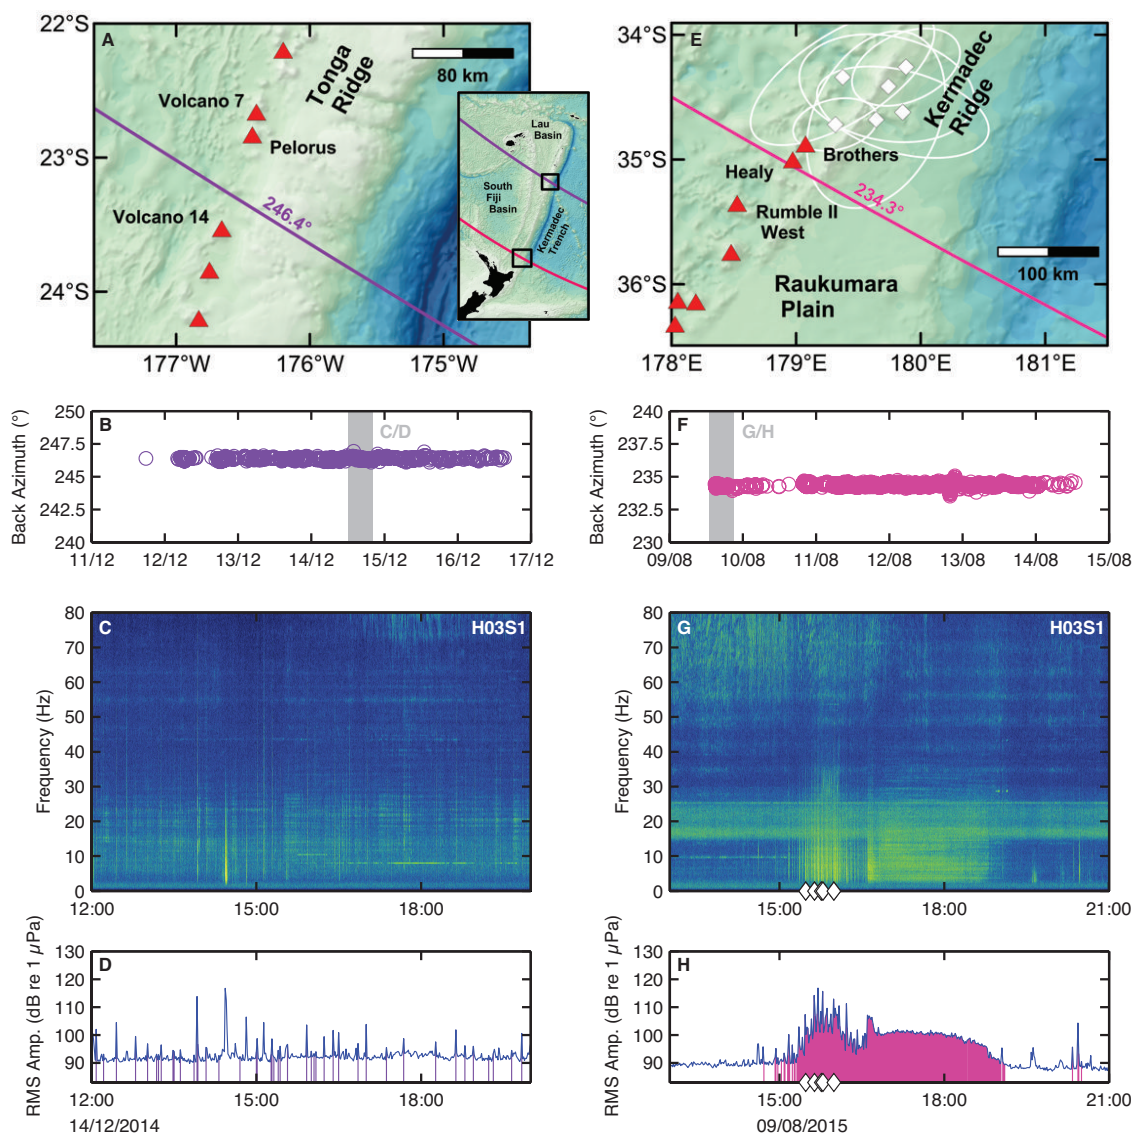 22°S
23°S
24°S
177°W
176°W
175°W
A
80 km
Tonga
Ridge
Volcano 7
Pelorus
Volcano 14
246.4°
Lau
Basin
South
Fiji
Basin
Kermadec
Trench
34°S
35°S
36°S
178°E
179°E
180°E
181°E
E
Kermadec
Ridge
Brothers
Healy
234.3°
Rumble II
West
100 km
Raukumara
Plain
Back Azimuth (°)
250
247.5
245
242.5
240
B
C/D
11/12
12/12
13/12
14/12
15/12
16/12
17/12
Back Azimuth (°)
240
237.5
235
232.5
230
F
G/H
09/08
10/08
11/08
12/08
13/08
14/08
15/08
Frequency (Hz)
80
70
60
50
40
30
20
10
0
C
H03S1
12:00
15:00
18:00
Frequency (Hz)
80
70
60
50
40
30
20
10
0
G
H03S1
15:00
18:00
21:00
RMS Amp. (dB re 1 µPa)
130
120
110
100
90
D
12:00
15:00
18:00
14/12/2014
RMS Amp. (dB re 1 µPa)
130
120
110
100
90
H
15:00
18:00
21:00
09/08/2015